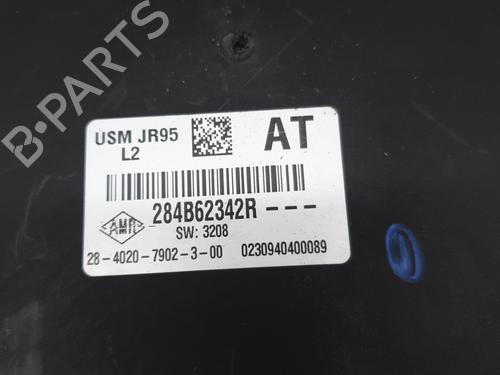 USM JR95
L2
AT
284B62342R---
AMR
SW: 3208
28-4020-7902-3-00 0230940400089
B-PARTS